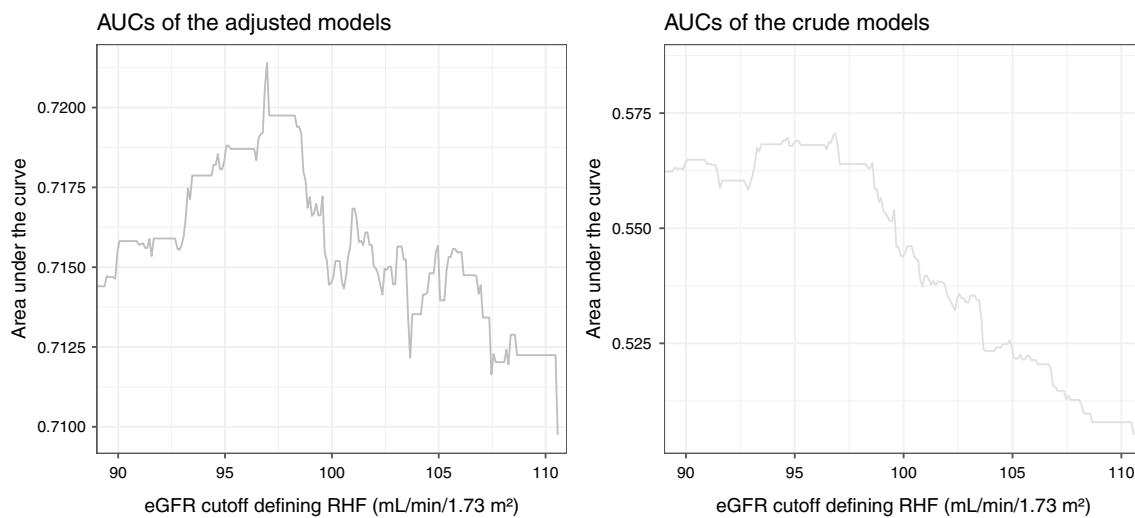 AUCs of the adjusted models
0.7200
0.7175
0.7150
0.7125
0.7100
Area under the curve
90 95 100 105 110
eGFR cutoff defining RHF (mL/min/1.73 m²)
AUCs of the crude models
0.575
0.550
0.525
Area under the curve
90 95 100 105 110
eGFR cutoff defining RHF (mL/min/1.73 m²)